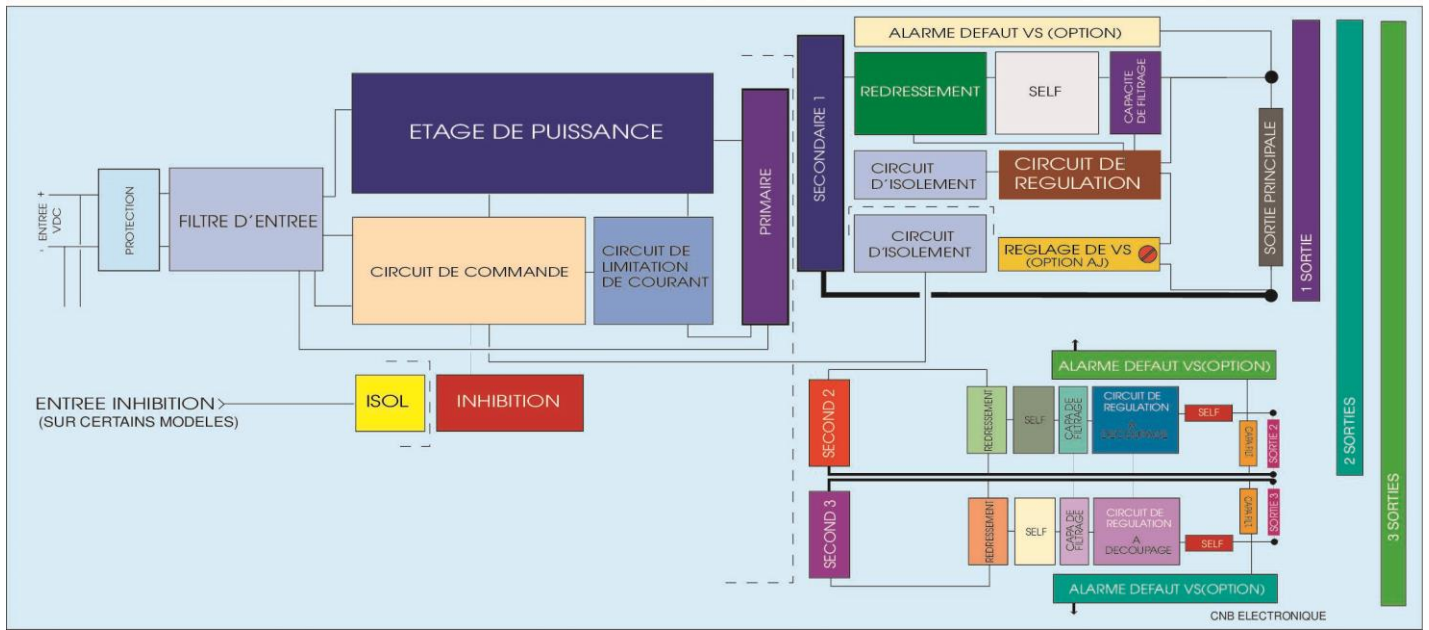 ALARME DEFAUT VS (OPTION)
REDRESSEMENT
SELF
CAPACITE
DE FILTRAGE
ETAGE DE PUISSANCE
PRIMAIRE
SECONDAIRE 1
CIRCUIT
D'ISOLEMENT
CIRCUIT DE
REGULATION
SORTIE PRINCIPALE
1 SORTIE
2 SORTIES
3 SORTIES
+
ENTREE
VDC
-
PROTECTION
FILTRE D'ENTREE
CIRCUIT DE COMMANDE
CIRCUIT DE
LIMITATION
DE COURANT
CIRCUIT
D'ISOLEMENT
REGLAGE DE VS
(OPTION AJ)
ENTREE INHIBITION >
(SUR CERTAINS MODELES)
ISOL
INHIBITION
ALARME DEFAUT VS(OPTION)
SECOND 2
REDRESSEMENT
SELF
CAPA DE
FILTRAGE
CIRCUIT DE
REGULATION
A
DECOUPAGE
SELF
CAPA FILT
SORTIE 2
SECOND 3
REDRESSEMENT
SELF
CAPA DE
FILTRAGE
CIRCUIT DE
REGULATION
A
DECOUPAGE
SELF
CAPA FILT
SORTIE 3
ALARME DEFAUT VS(OPTION)
CNB ELECTRONIQUE